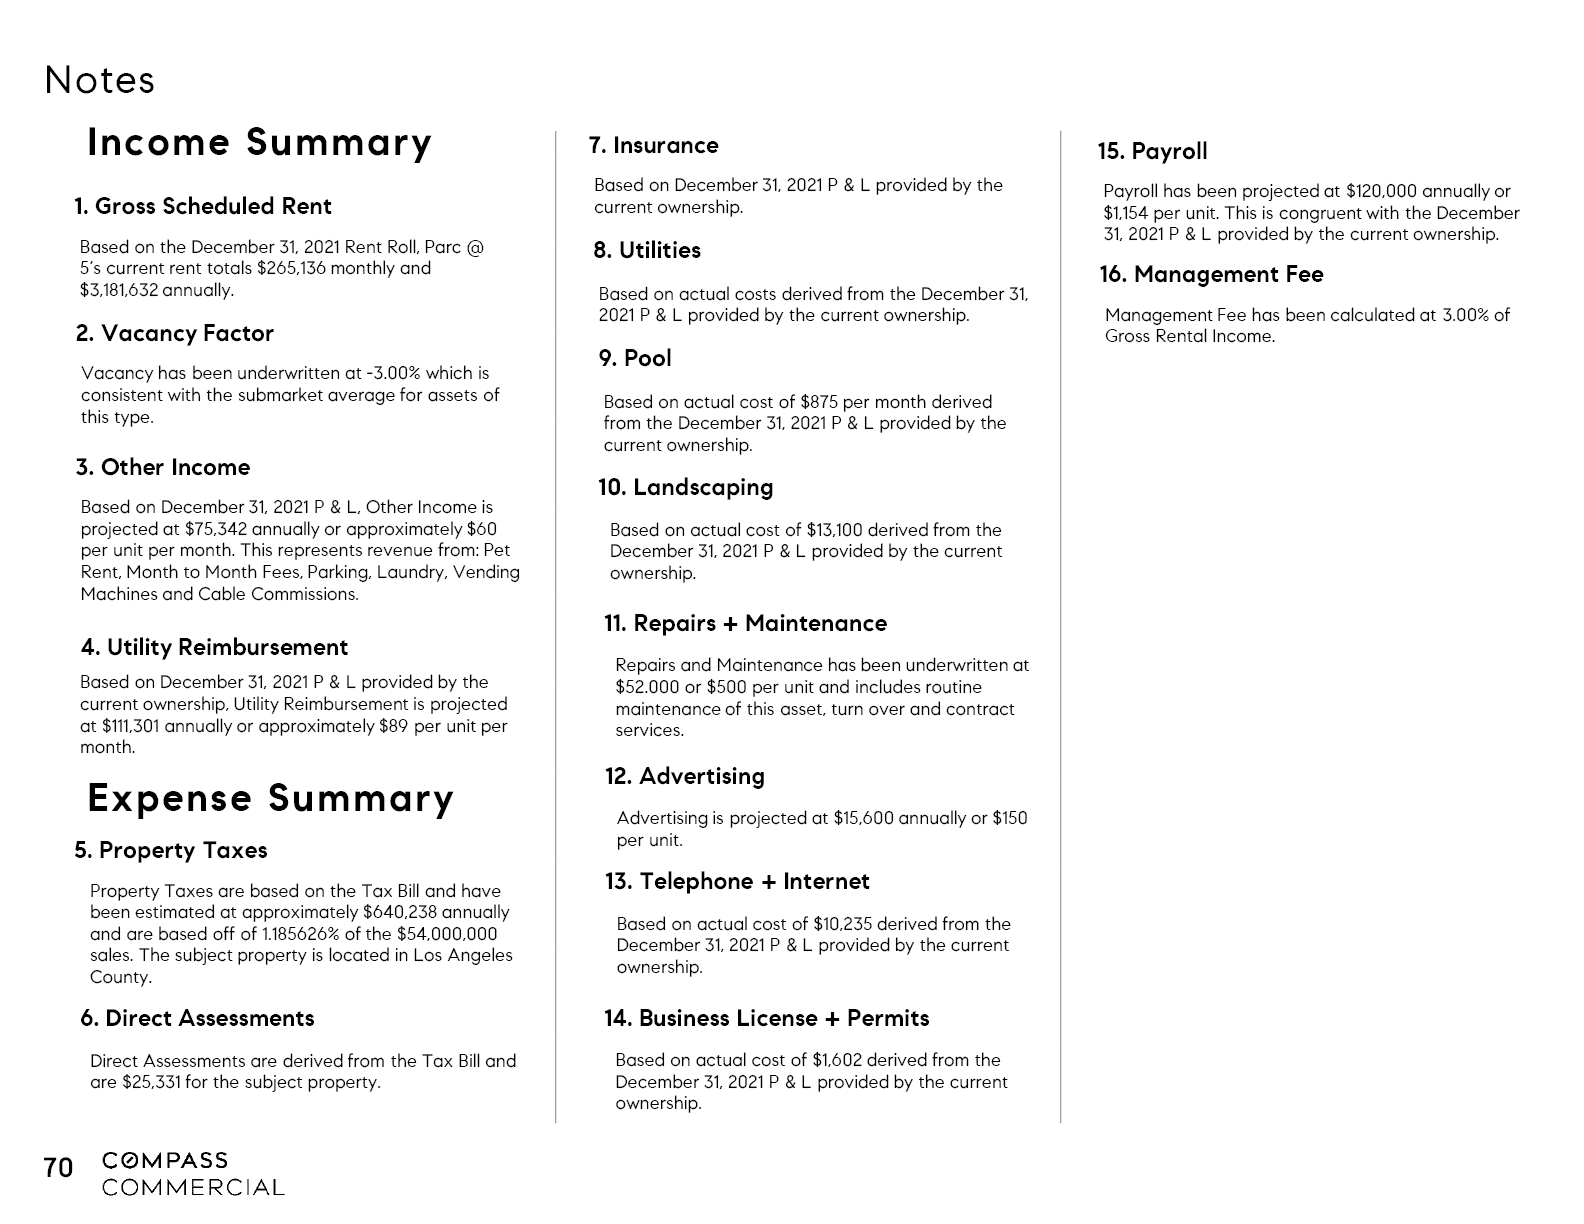 Notes
Income Summary
1. Gross Scheduled Rent
Based on the December 31, 2021 Rent Roll, Parc @
5's current rent totals $265,136 monthly and
$3,181,632 annually.
2. Vacancy Factor
Vacancy has been underwritten at -3.00% which is
consistent with the submarket average for assets of
this type.
3. Other Income
Based on December 31, 2021 P & L, Other Income is
projected at $75,342 annually or approximately $60
per unit per month. This represents revenue from: Pet
Rent, Month to Month Fees, Parking, Laundry, Vending
Machines and Cable Commissions.
4. Utility Reimbursement
Based on December 31, 2021 P & L provided by the
current ownership, Utility Reimbursement is projected
at $111,301 annually or approximately $89 per unit per
month.
Expense Summary
5. Property Taxes
Property Taxes are based on the Tax Bill and have
been estimated at approximately $640,238 annually
and are based off of 1.185626% of the $54,000,000
sales. The subject property is located in Los Angeles
County.
6. Direct Assessments
Direct Assessments are derived from the Tax Bill and
are $25,331 for the subject property.
7. Insurance
Based on December 31, 2021 P & L provided by the
current ownership.
8. Utilities
Based on actual costs derived from the December 31,
2021 P & L provided by the current ownership.
9. Pool
Based on actual cost of $875 per month derived
from the December 31, 2021 P & L provided by the
current ownership.
10. Landscaping
Based on actual cost of $13,100 derived from the
December 31, 2021 P & L provided by the current
ownership.
11. Repairs + Maintenance
Repairs and Maintenance has been underwritten at
$52.000 or $500 per unit and includes routine
maintenance of this asset, turn over and contract
services.
12. Advertising
Advertising is projected at $15,600 annually or $150
per unit.
13. Telephone + Internet
Based on actual cost of $10,235 derived from the
December 31, 2021 P & L provided by the current
ownership.
14. Business License + Permits
Based on actual cost of $1,602 derived from the
December 31, 2021 P & L provided by the current
ownership.
15. Payroll
Payroll has been projected at $120,000 annually or
$1,154 per unit. This is congruent with the December
31, 2021 P & L provided by the current ownership.
16. Management Fee
Management Fee has been calculated at 3.00% of
Gross Rental Income.
70
COMPASS
COMMERCIAL